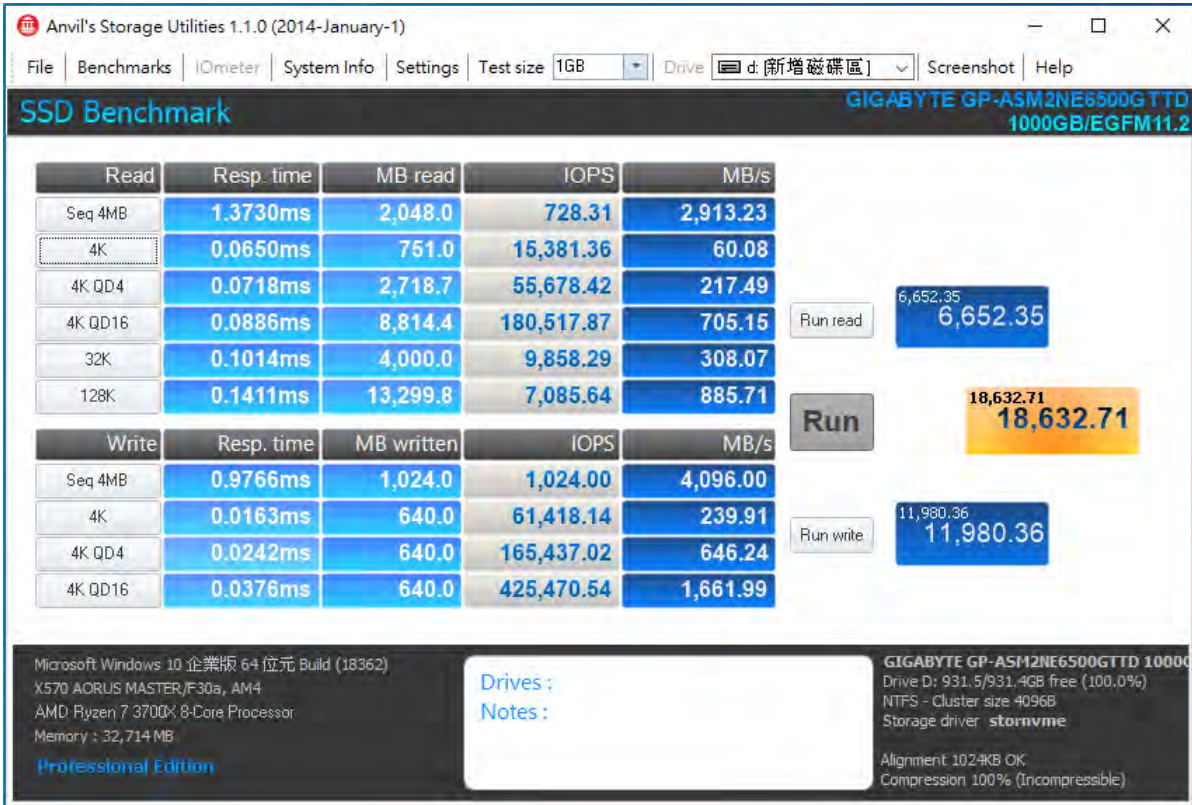 Anvil's Storage Utilities 1.1.0 (2014-January-1)
File Benchmarks IOmeter System Info Settings Test size 1GB Drive d: [新增磁碟區] Screenshot Help
SSD Benchmark
GIGABYTE GP-ASM2NE6500GTTD
1000GB/EGFM11.2
Read Resp. time MB read IOPS MB/s
Seq 4MB 1.3730ms 2,048.0 728.31 2,913.23
4K 0.0650ms 751.0 15,381.36 60.08
4K QD4 0.0718ms 2,718.7 55,678.42 217.49
4K QD16 0.0886ms 8,814.4 180,517.87 705.15
32K 0.1014ms 4,000.0 9,858.29 308.07
128K 0.1411ms 13,299.8 7,085.64 885.71
Run read
6,652.35
6,652.35
Run
18,632.71
18,632.71
Write Resp. time MB written IOPS MB/s
Seq 4MB 0.9766ms 1,024.0 1,024.00 4,096.00
4K 0.0163ms 640.0 61,418.14 239.91
4K QD4 0.0242ms 640.0 165,437.02 646.24
4K QD16 0.0376ms 640.0 425,470.54 1,661.99
Run write
11,980.36
11,980.36
Microsoft Windows 10 企業版 64 位元 Build (18362)
X570 AORUS MASTER/F30a, AM4
AMD Ryzen 7 3700X 8-Core Processor
Memory : 32,714 MB
Professional Edition
Drives :
Notes :
GIGABYTE GP-ASM2NE6500GTTD 1000G
Drive D: 931.5/931.4GB free (100.0%)
NTFS - Cluster size 4096B
Storage driver stornvme
Alignment 1024KB OK
Compression 100% (Incompressible)